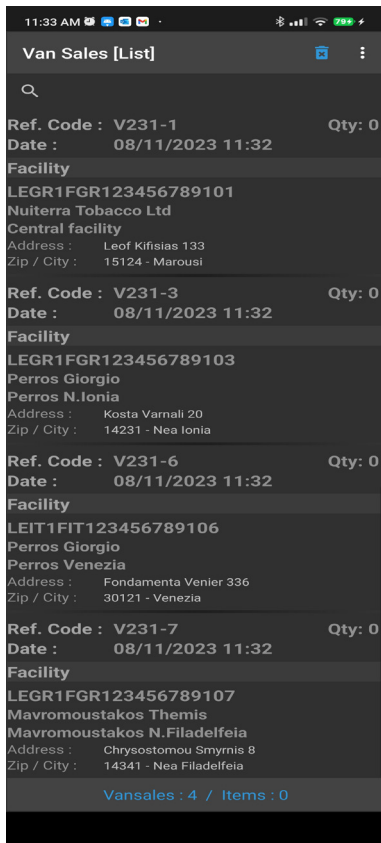 11:33 AM 79+
Van Sales [List]
Ref. Code : V231-1 Qty: 0
Date : 08/11/2023 11:32
Facility
LEGR1FGR123456789101
Nuiterra Tobacco Ltd
Central facility
Address : Leof Kifisias 133
Zip / City : 15124 - Marousi
Ref. Code : V231-3 Qty: 0
Date : 08/11/2023 11:32
Facility
LEGR1FGR123456789103
Perros Giorgio
Perros N.Ionia
Address : Kosta Varnali 20
Zip / City : 14231 - Nea Ionia
Ref. Code : V231-6 Qty: 0
Date : 08/11/2023 11:32
Facility
LEIT1FIT123456789106
Perros Giorgio
Perros Venezia
Address : Fondamenta Venier 336
Zip / City : 30121 - Venezia
Ref. Code : V231-7 Qty: 0
Date : 08/11/2023 11:32
Facility
LEGR1FGR123456789107
Mavromoustakos Themis
Mavromoustakos N.Filadelfeia
Address : Chrysostomou Smyrnis 8
Zip / City : 14341 - Nea Filadelfeia
Vansales : 4 / Items : 0